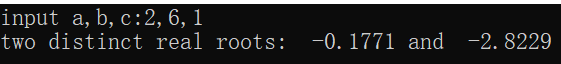 input a,b,c:2,6,1
two distinct real roots:  -0.1771 and  -2.8229